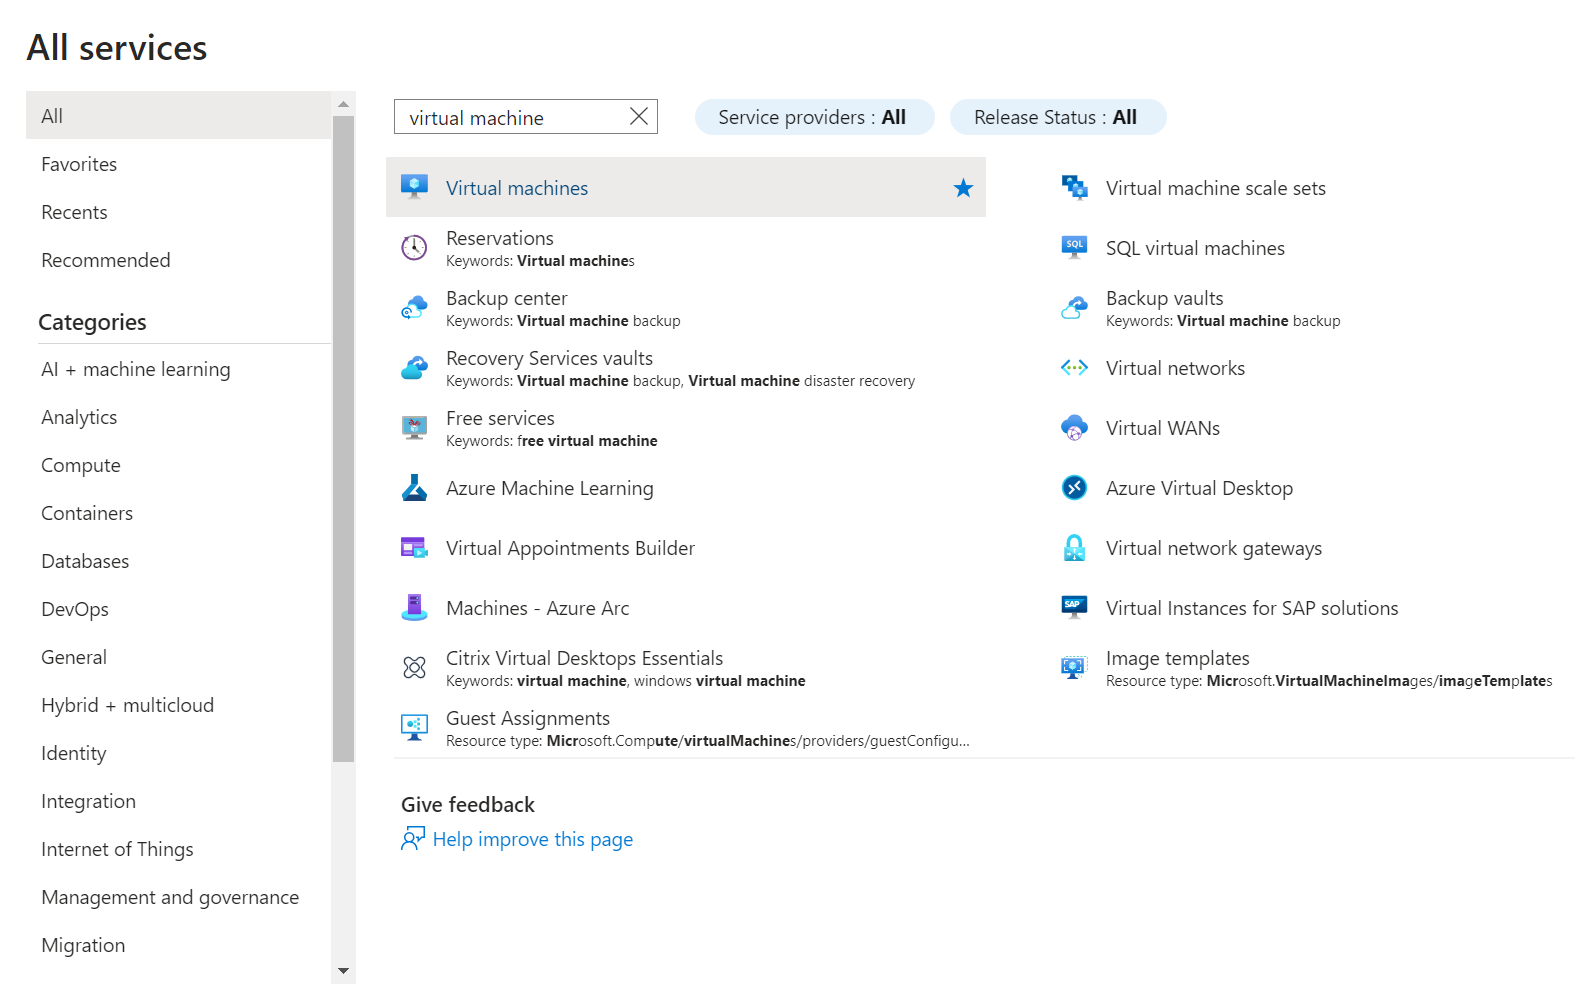 All services
All
Favorites
Recents
Recommended
Categories
AI + machine learning
Analytics
Compute
Containers
Databases
DevOps
General
Hybrid + multicloud
Identity
Integration
Internet of Things
Management and governance
Migration
virtual machine
Service providers : All
Release Status : All
Virtual machines
Virtual machine scale sets
Reservations
Keywords: Virtual machines
SQL
SQL virtual machines
Backup center
Keywords: Virtual machine backup
Backup vaults
Keywords: Virtual machine backup
Recovery Services vaults
Keywords: Virtual machine backup, Virtual machine disaster recovery
Virtual networks
Free services
Keywords: free virtual machine
Virtual WANs
Azure Machine Learning
Azure Virtual Desktop
Virtual Appointments Builder
Virtual network gateways
Machines - Azure Arc
SAP
Virtual Instances for SAP solutions
Citrix Virtual Desktops Essentials
Keywords: virtual machine, windows virtual machine
Image templates
Resource type: Microsoft.VirtualMachineImages/imageTemplates
Guest Assignments
Resource type: Microsoft.Compute/virtualMachines/providers/guestConfigu...
Give feedback
Help improve this page